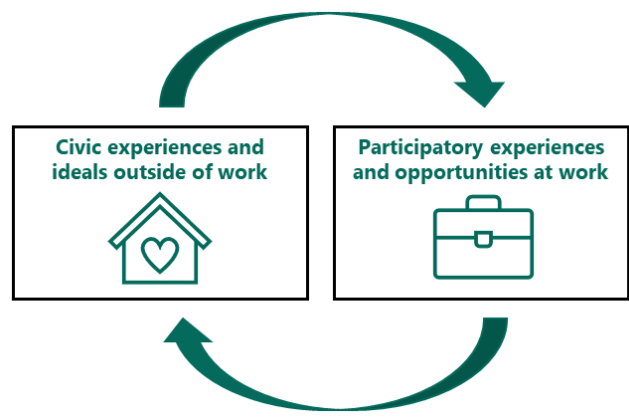 Civic experiences and
ideals outside of work
Participatory experiences
and opportunities at work